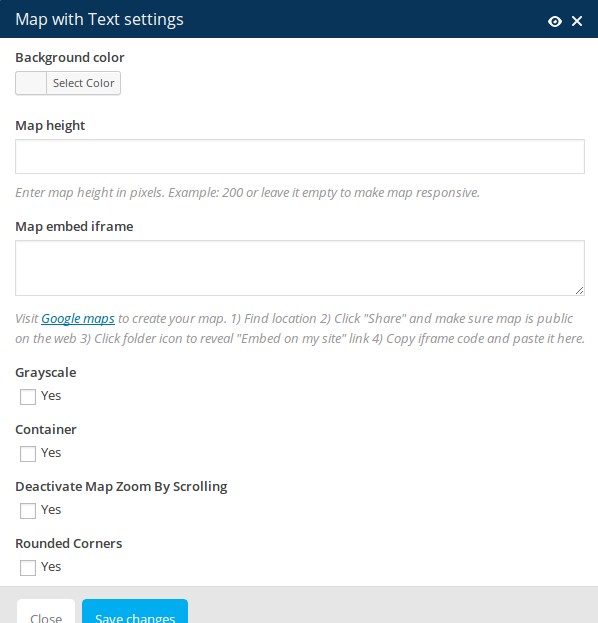 Map with Text settings
Background color
Select Color
Map height
Enter map height in pixels. Example: 200 or leave it empty to make map responsive.
Map embed iframe
Visit Google maps to create your map. 1) Find location 2) Click "Share" and make sure map is public
on the web 3) Click folder icon to reveal "Embed on my site" link 4) Copy iframe code and paste it here.
Grayscale
Yes
Container
Yes
Deactivate Map Zoom By Scrolling
Yes
Rounded Corners
Yes
Close Save changes